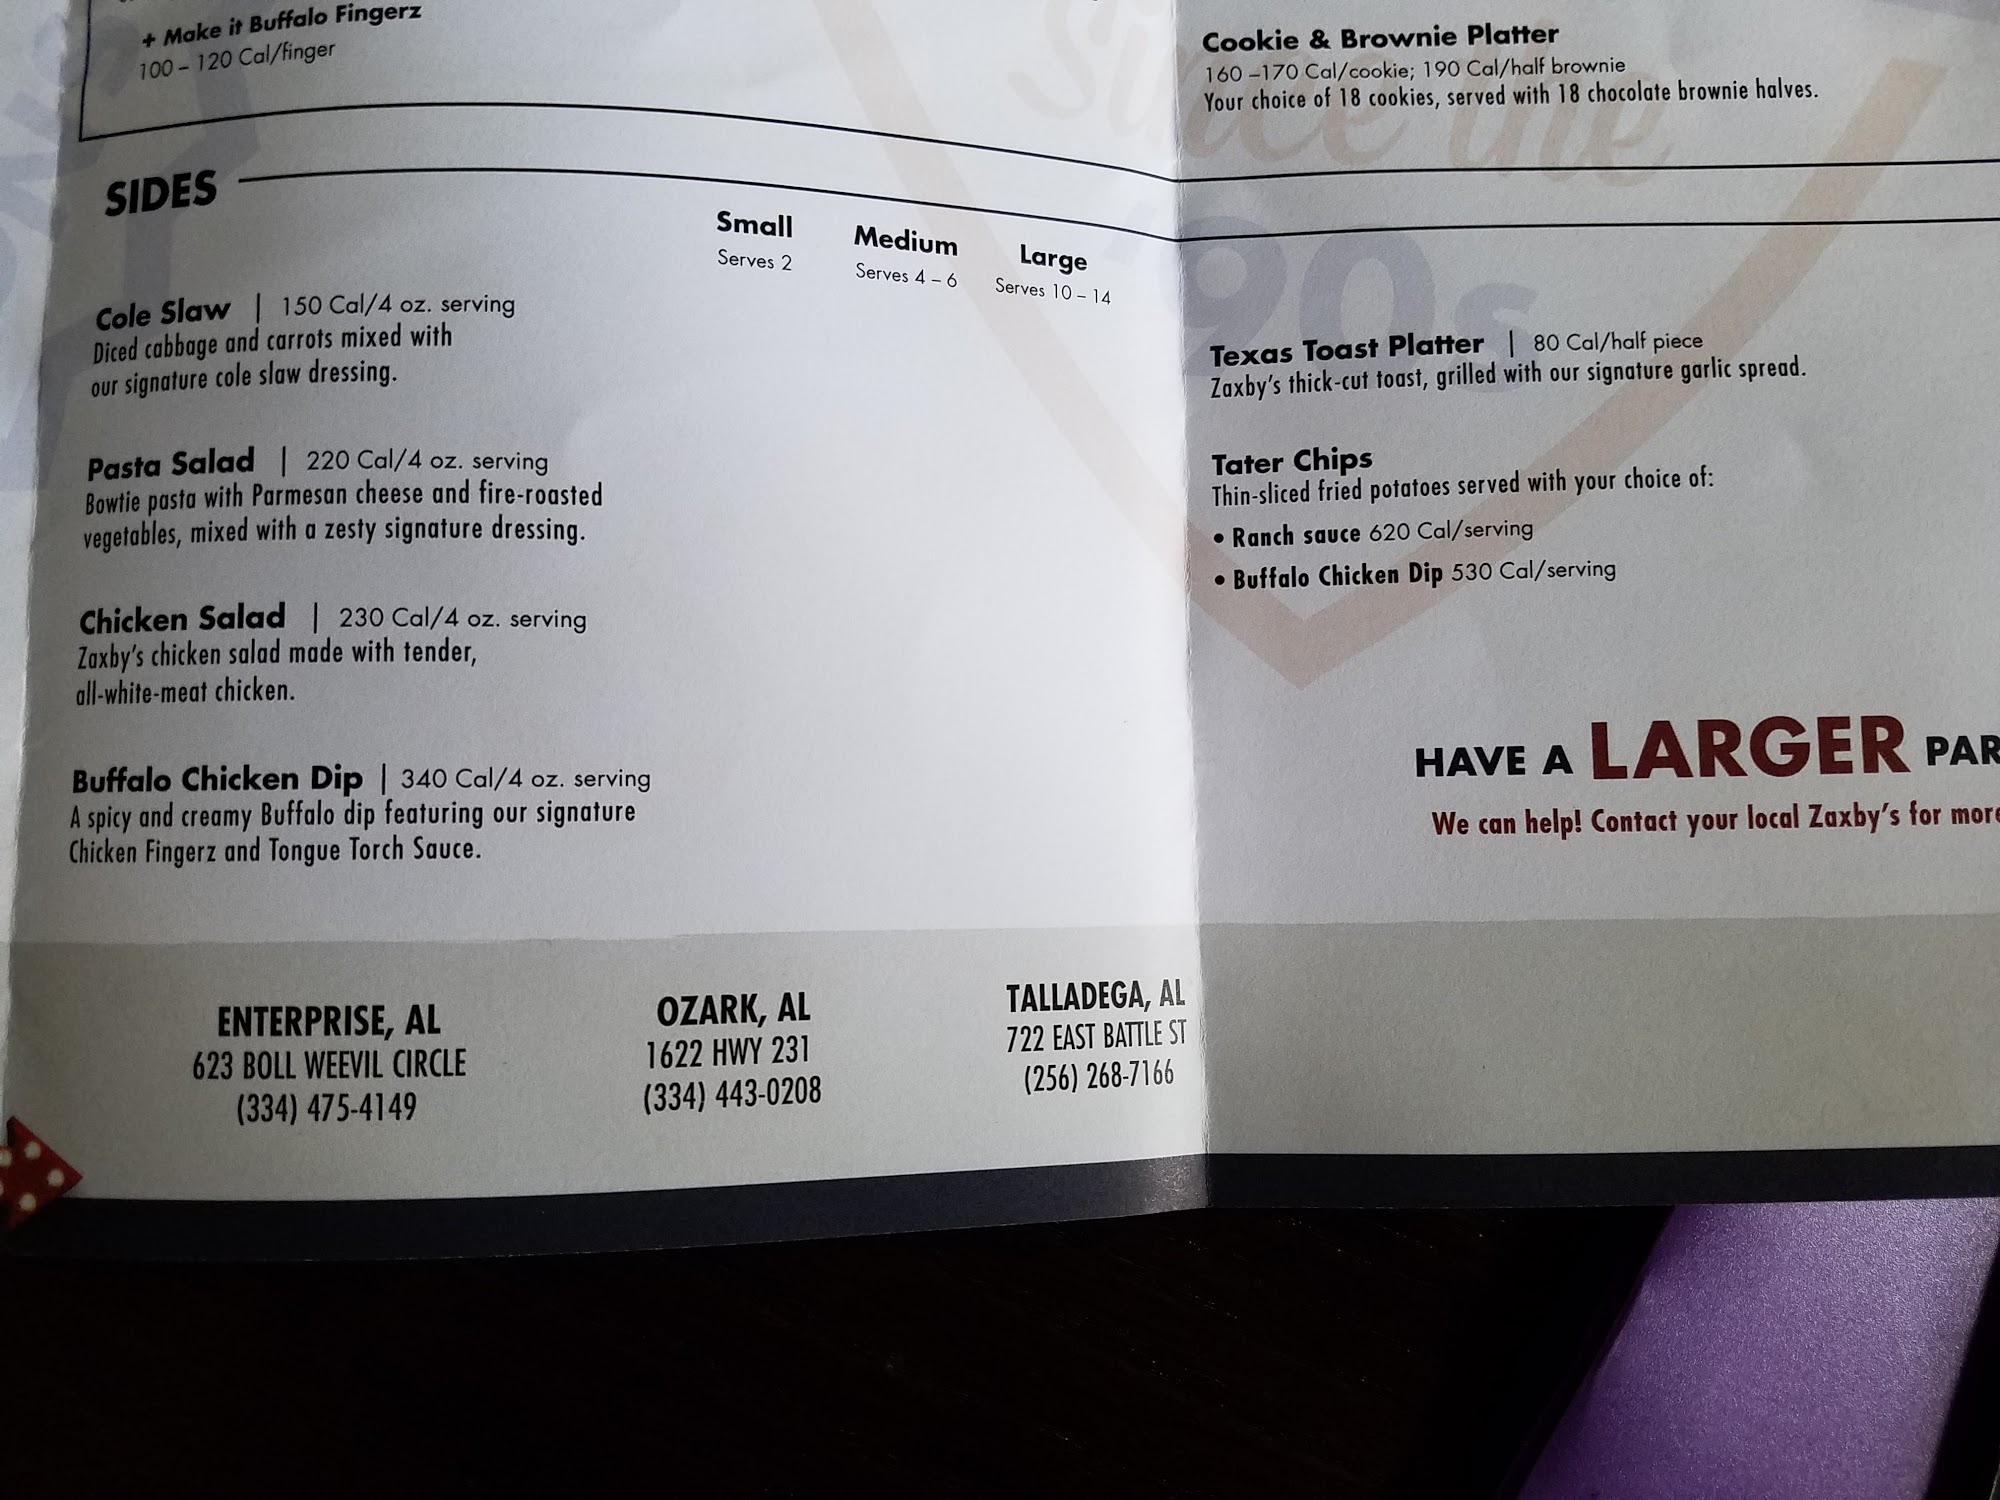 + Make it Buffalo Fingerz
100 – 120 Cal/finger
SIDES
Small
Serves 2
Medium
Serves 4 – 6
Large
Serves 10 – 14
Cole Slaw | 150 Cal/4 oz. serving
Diced cabbage and carrots mixed with
our signature cole slaw dressing.
Pasta Salad | 220 Cal/4 oz. serving
Bowtie pasta with Parmesan cheese and fire-roasted
vegetables, mixed with a zesty signature dressing.
Chicken Salad | 230 Cal/4 oz. serving
Zaxby's chicken salad made with tender,
all-white-meat chicken.
Buffalo Chicken Dip | 340 Cal/4 oz. serving
A spicy and creamy Buffalo dip featuring our signature
Chicken Fingerz and Tongue Torch Sauce.
Cookie & Brownie Platter
160 –170 Cal/cookie; 190 Cal/half brownie
Your choice of 18 cookies, served with 18 chocolate brownie halves.
Since the
'90s
Texas Toast Platter | 80 Cal/half piece
Zaxby's thick-cut toast, grilled with our signature garlic spread.
Tater Chips
Thin-sliced fried potatoes served with your choice of:
• Ranch sauce 620 Cal/serving
• Buffalo Chicken Dip 530 Cal/serving
HAVE A LARGER PAR
We can help! Contact your local Zaxby's for more
ENTERPRISE, AL
623 BOLL WEEVIL CIRCLE
(334) 475-4149
OZARK, AL
1622 HWY 231
(334) 443-0208
TALLADEGA, AL
722 EAST BATTLE ST
(256) 268-7166